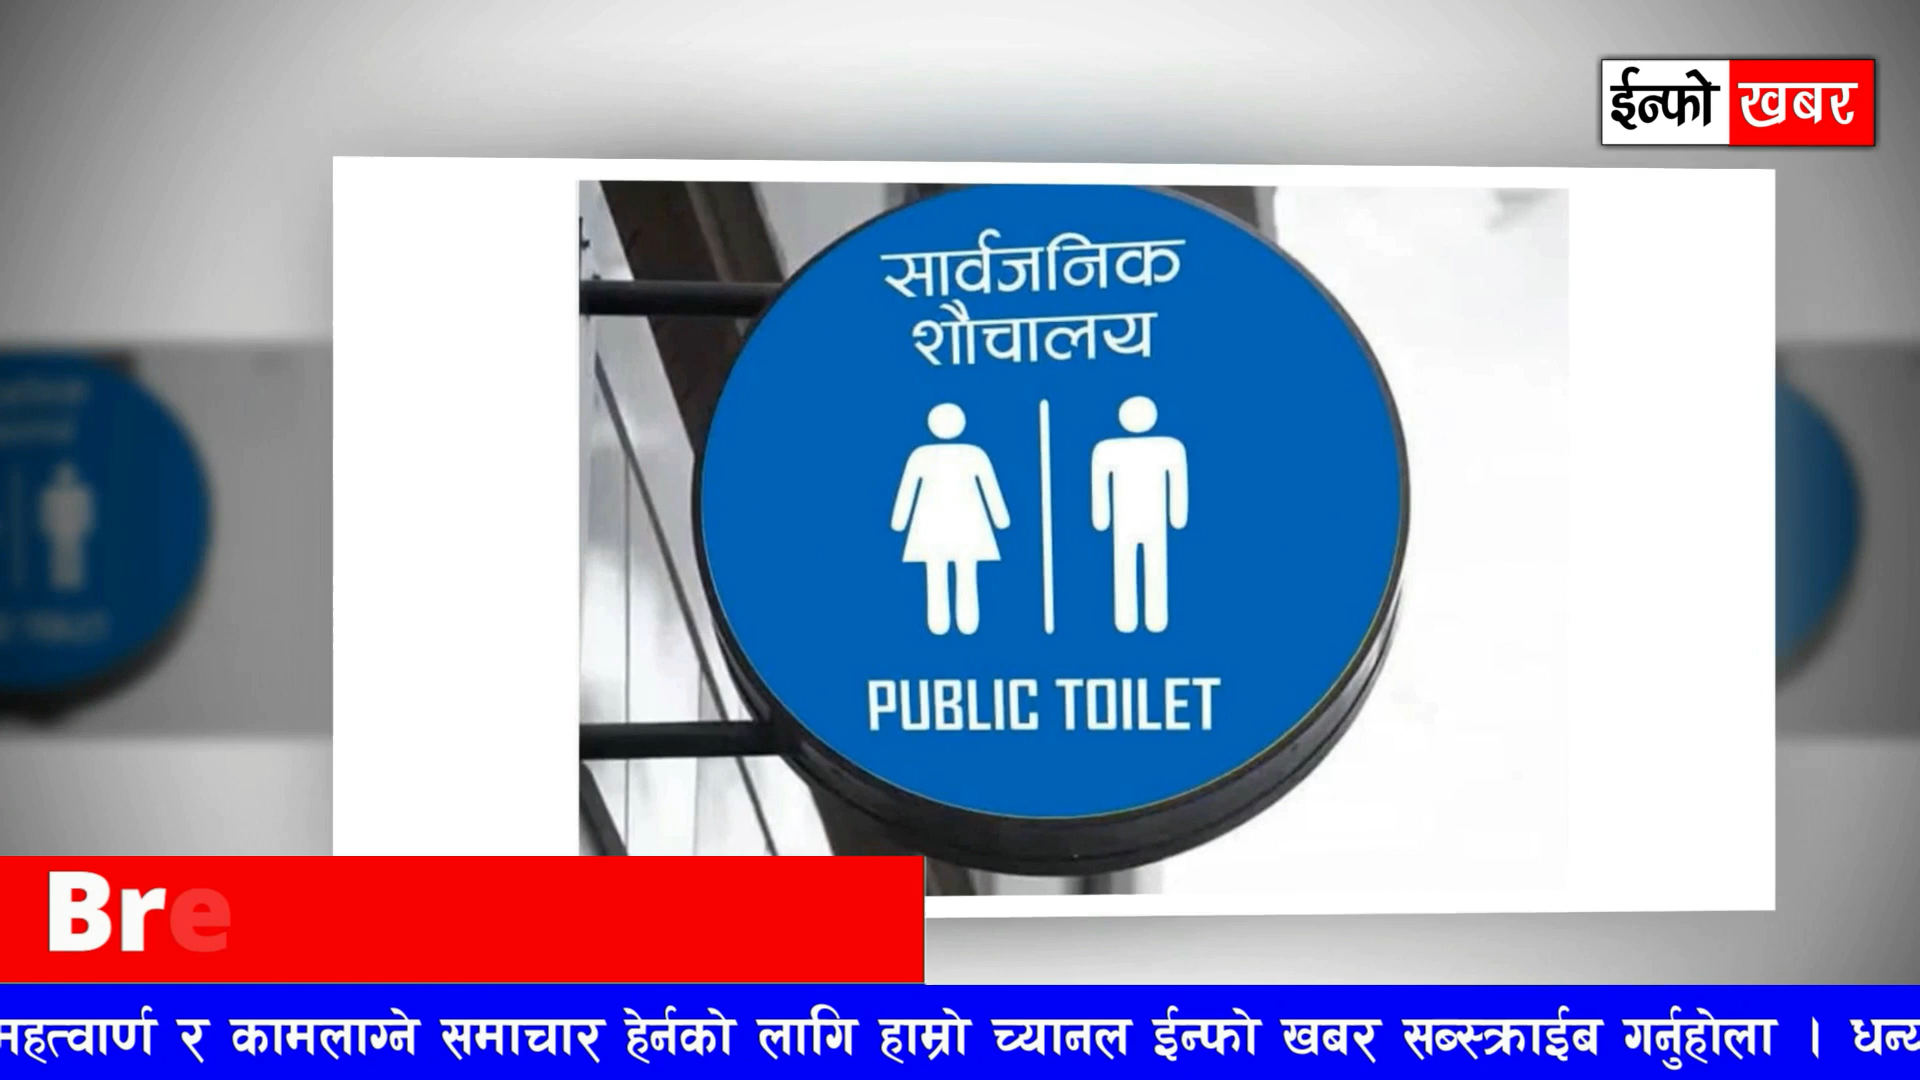 ईन्फो खबर
सार्वजनिक
शौचालय
PUBLIC TOILET
Bre
महत्वार्ण र कामलाग्ने समाचार हेर्नको लागि हाम्रो च्यानल ईन्फो खबर सब्स्क्राईब गर्नुहोला । धन्य